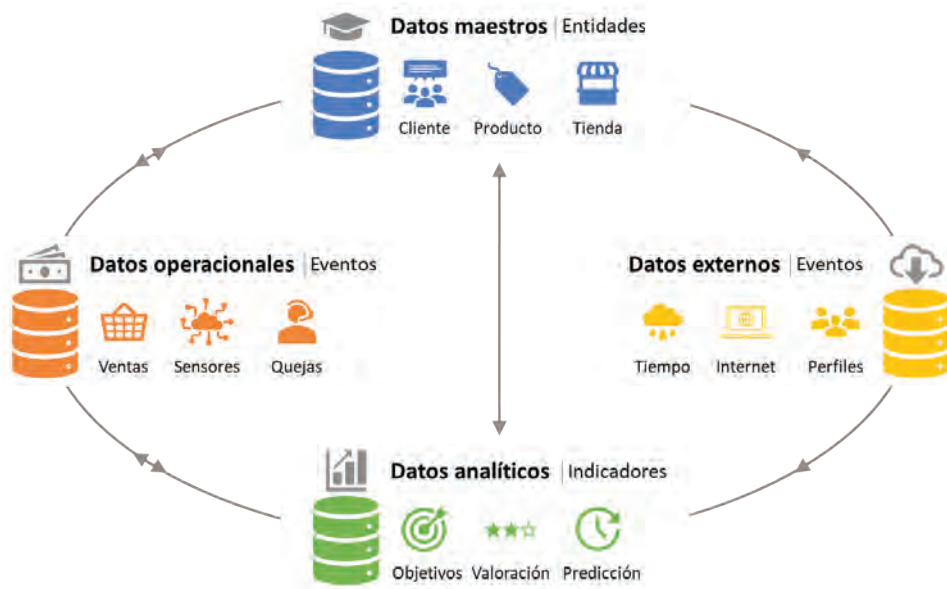 Datos maestros | Entidades
Cliente Producto Tienda
Datos operacionales | Eventos
Ventas Sensores Quejas
Datos externos | Eventos
Tiempo Internet Perfiles
Datos analíticos | Indicadores
Objetivos Valoración Predicción